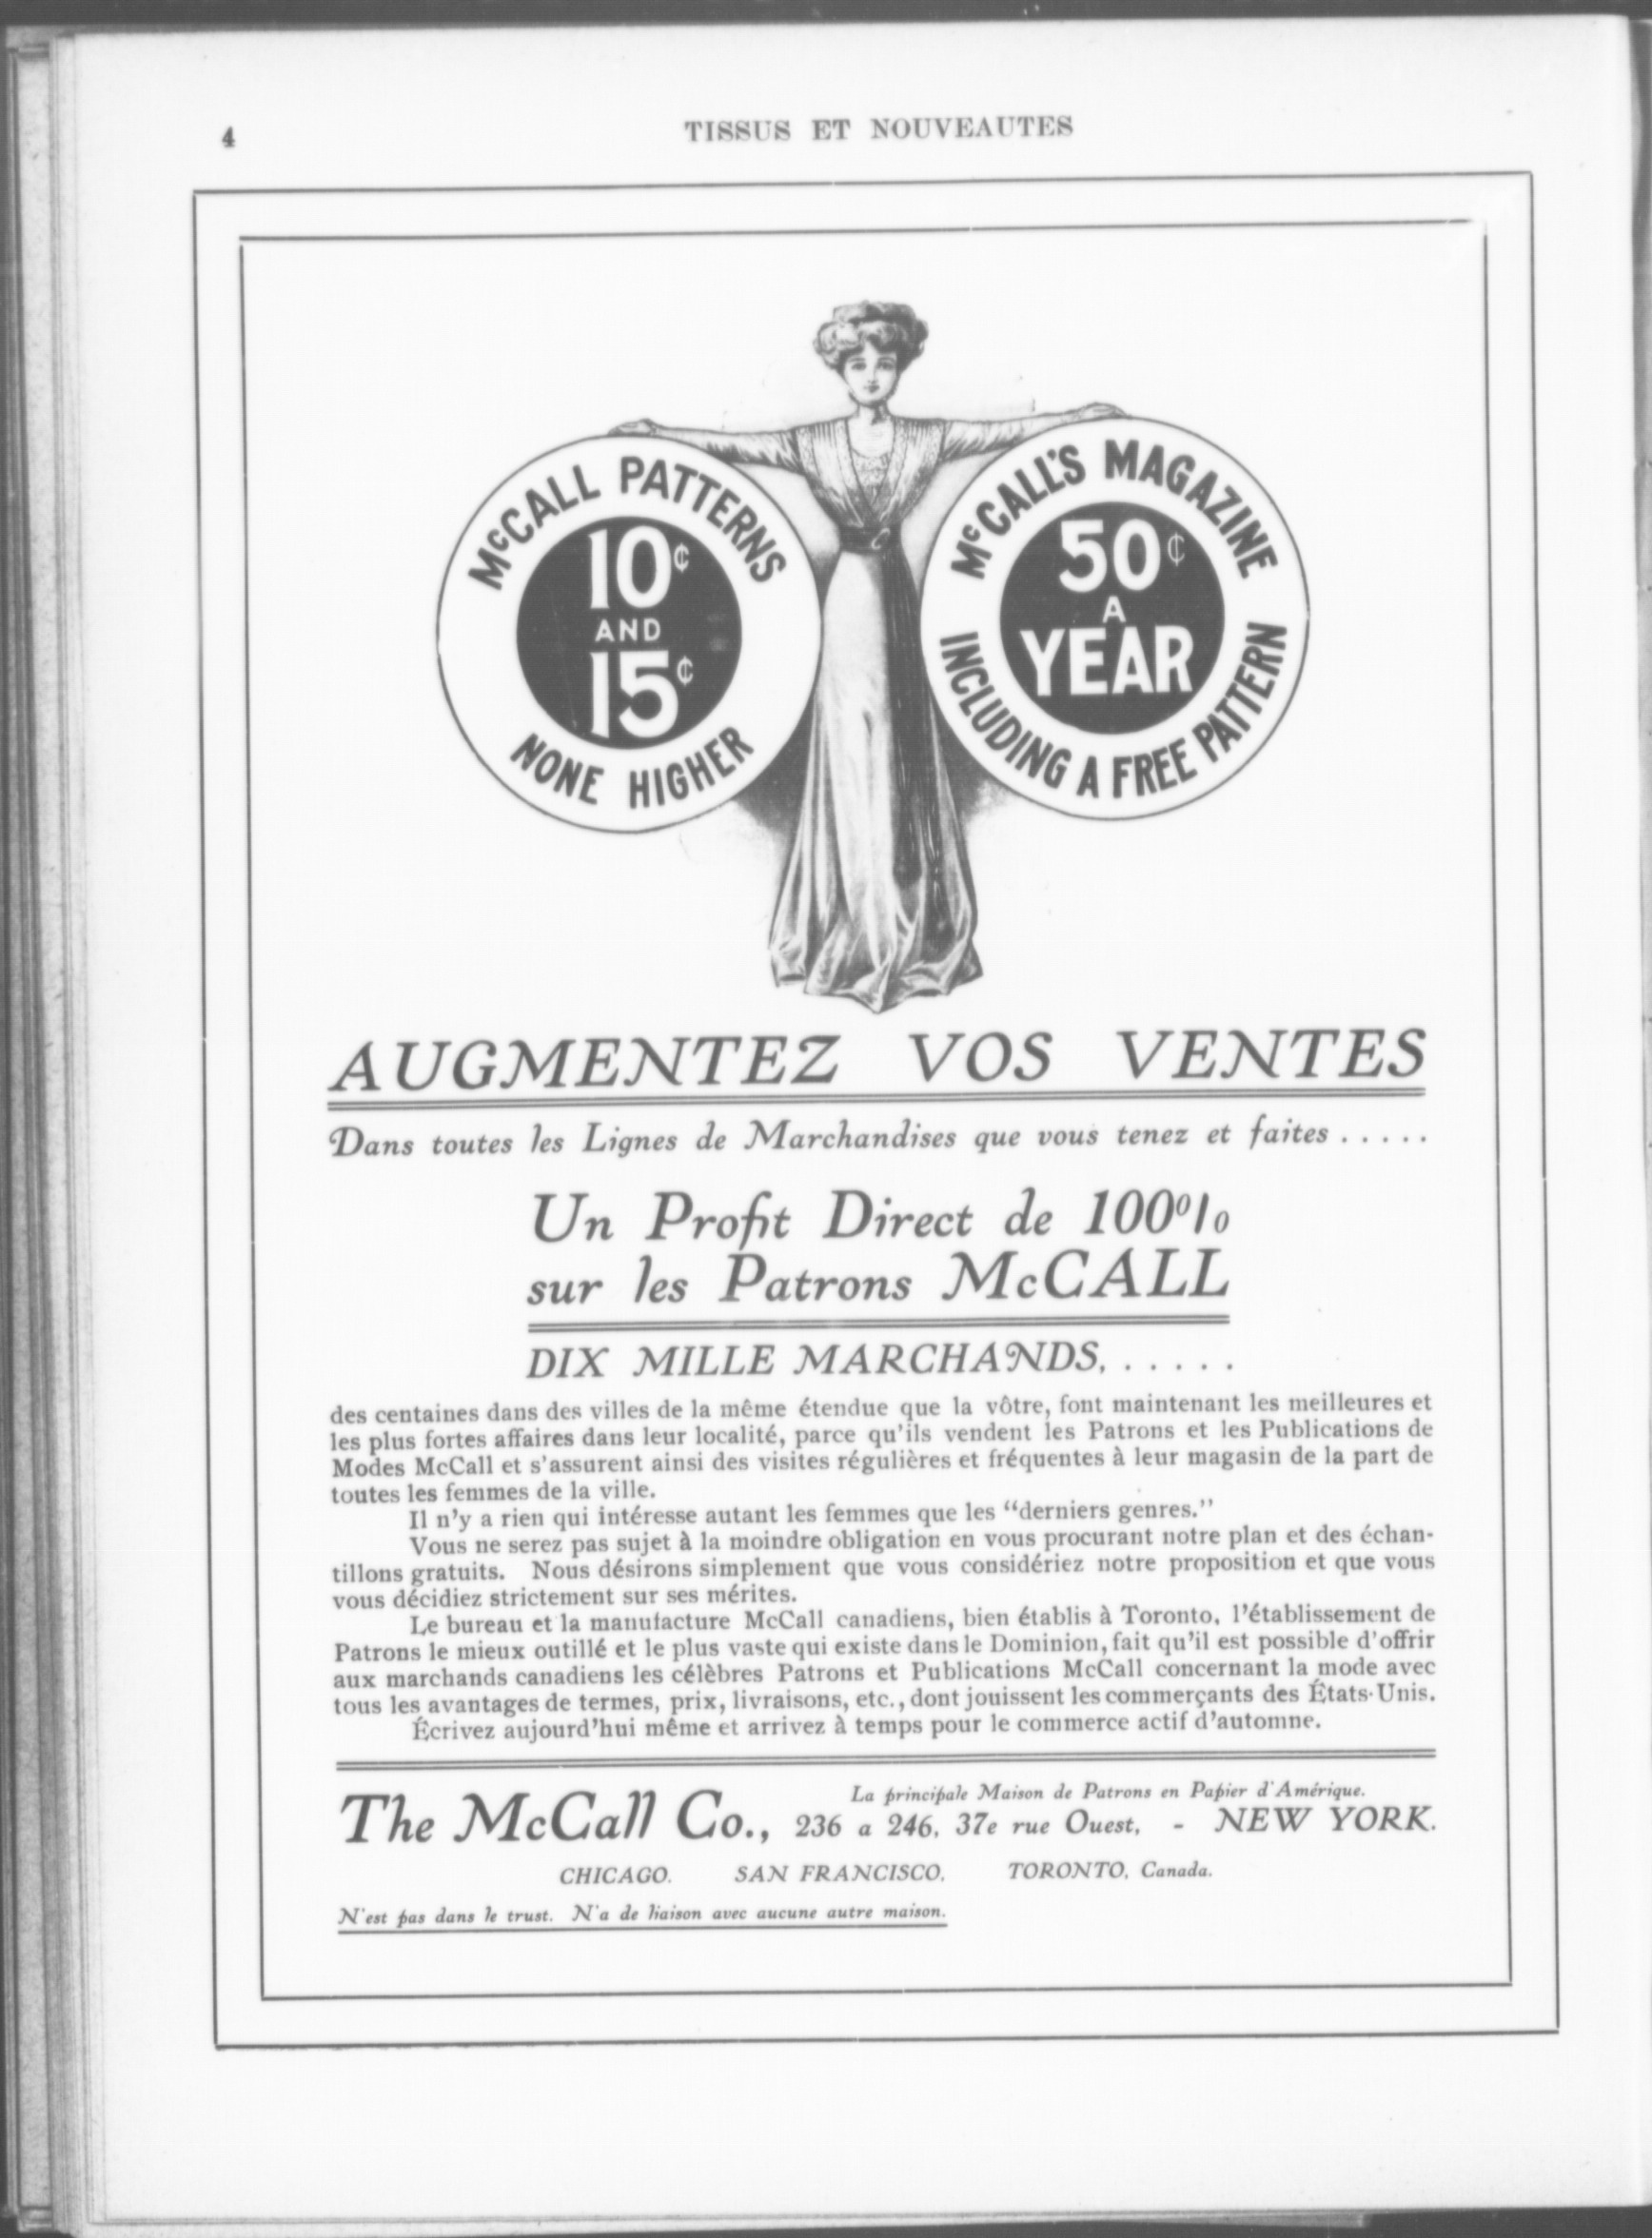 4
TISSUS ET NOUVEAUTES
McCALL PATTERNS
10¢
AND
15¢
NONE HIGHER
McCALL'S MAGAZINE
50¢
A
YEAR
INCLUDING A FREE PATTERN
AUGMENTEZ VOS VENTES
Dans toutes les Lignes de Marchandises que vous tenez et faites . . . . .
Un Profit Direct de 100%
sur les Patrons McCALL
DIX MILLE MARCHANDS, . . . . .
des centaines dans des villes de la même étendue que la vôtre, font maintenant les meilleures et
les plus fortes affaires dans leur localité, parce qu'ils vendent les Patrons et les Publications de
Modes McCall et s'assurent ainsi des visites régulières et fréquentes à leur magasin de la part de
toutes les femmes de la ville.
Il n'y a rien qui intéresse autant les femmes que les “derniers genres.”
Vous ne serez pas sujet à la moindre obligation en vous procurant notre plan et des échan-
tillons gratuits. Nous désirons simplement que vous considériez notre proposition et que vous
vous décidiez strictement sur ses mérites.
Le bureau et la manufacture McCall canadiens, bien établis à Toronto, l'établissement de
Patrons le mieux outillé et le plus vaste qui existe dans le Dominion, fait qu'il est possible d'offrir
aux marchands canadiens les célèbres Patrons et Publications McCall concernant la mode avec
tous les avantages de termes, prix, livraisons, etc., dont jouissent les commerçants des États-Unis.
Écrivez aujourd'hui même et arrivez à temps pour le commerce actif d'automne.
La principale Maison de Patrons en Papier d'Amérique.
The McCall Co., 236 a 246, 37e rue Ouest, - NEW YORK.
CHICAGO. SAN FRANCISCO, TORONTO, Canada.
N'est pas dans le trust. N'a de liaison avec aucune autre maison.